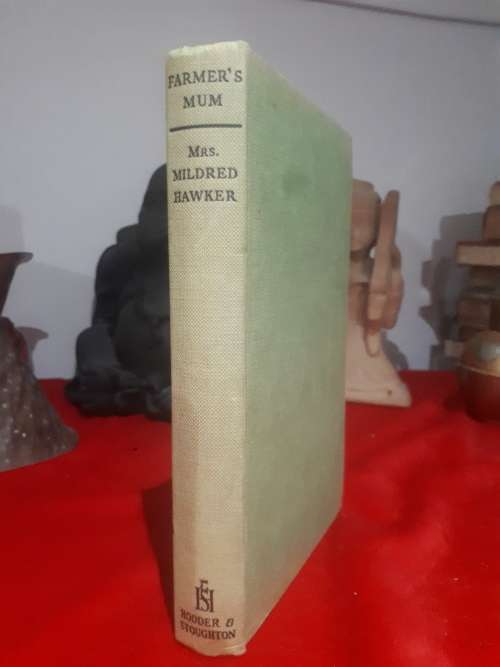 FARMER'S
MUM
MRS.
MILDRED
HAWKER
HODDER &
STOUGHTON